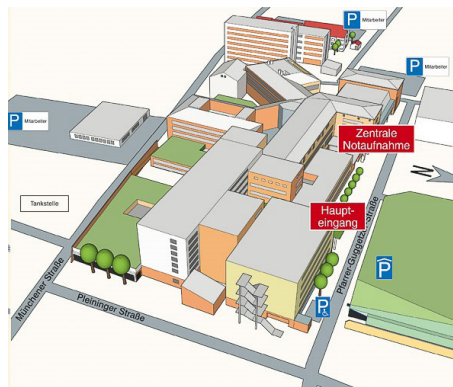 P Mitarbeiter
P Mitarbeiter
P Mitarbeiter
Zentrale
Notaufnahme
N
Tankstelle
Haupt-
eingang
P
P
Münchener Straße
Pleininger Straße
Pfarrer-Guggetzer-Straße